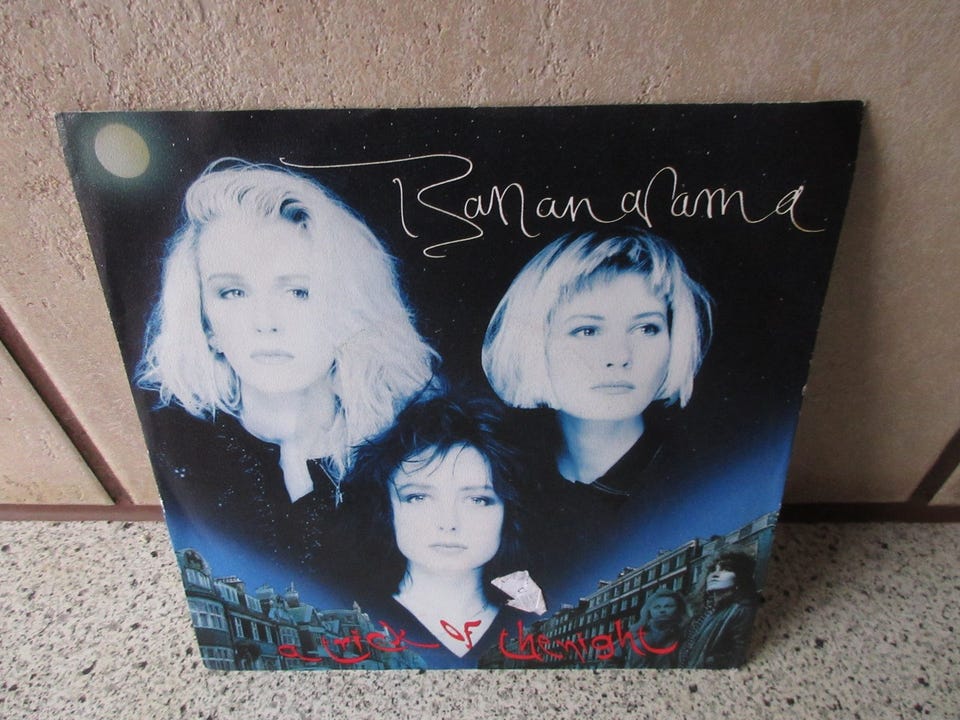 Bananarama
a trick of the night